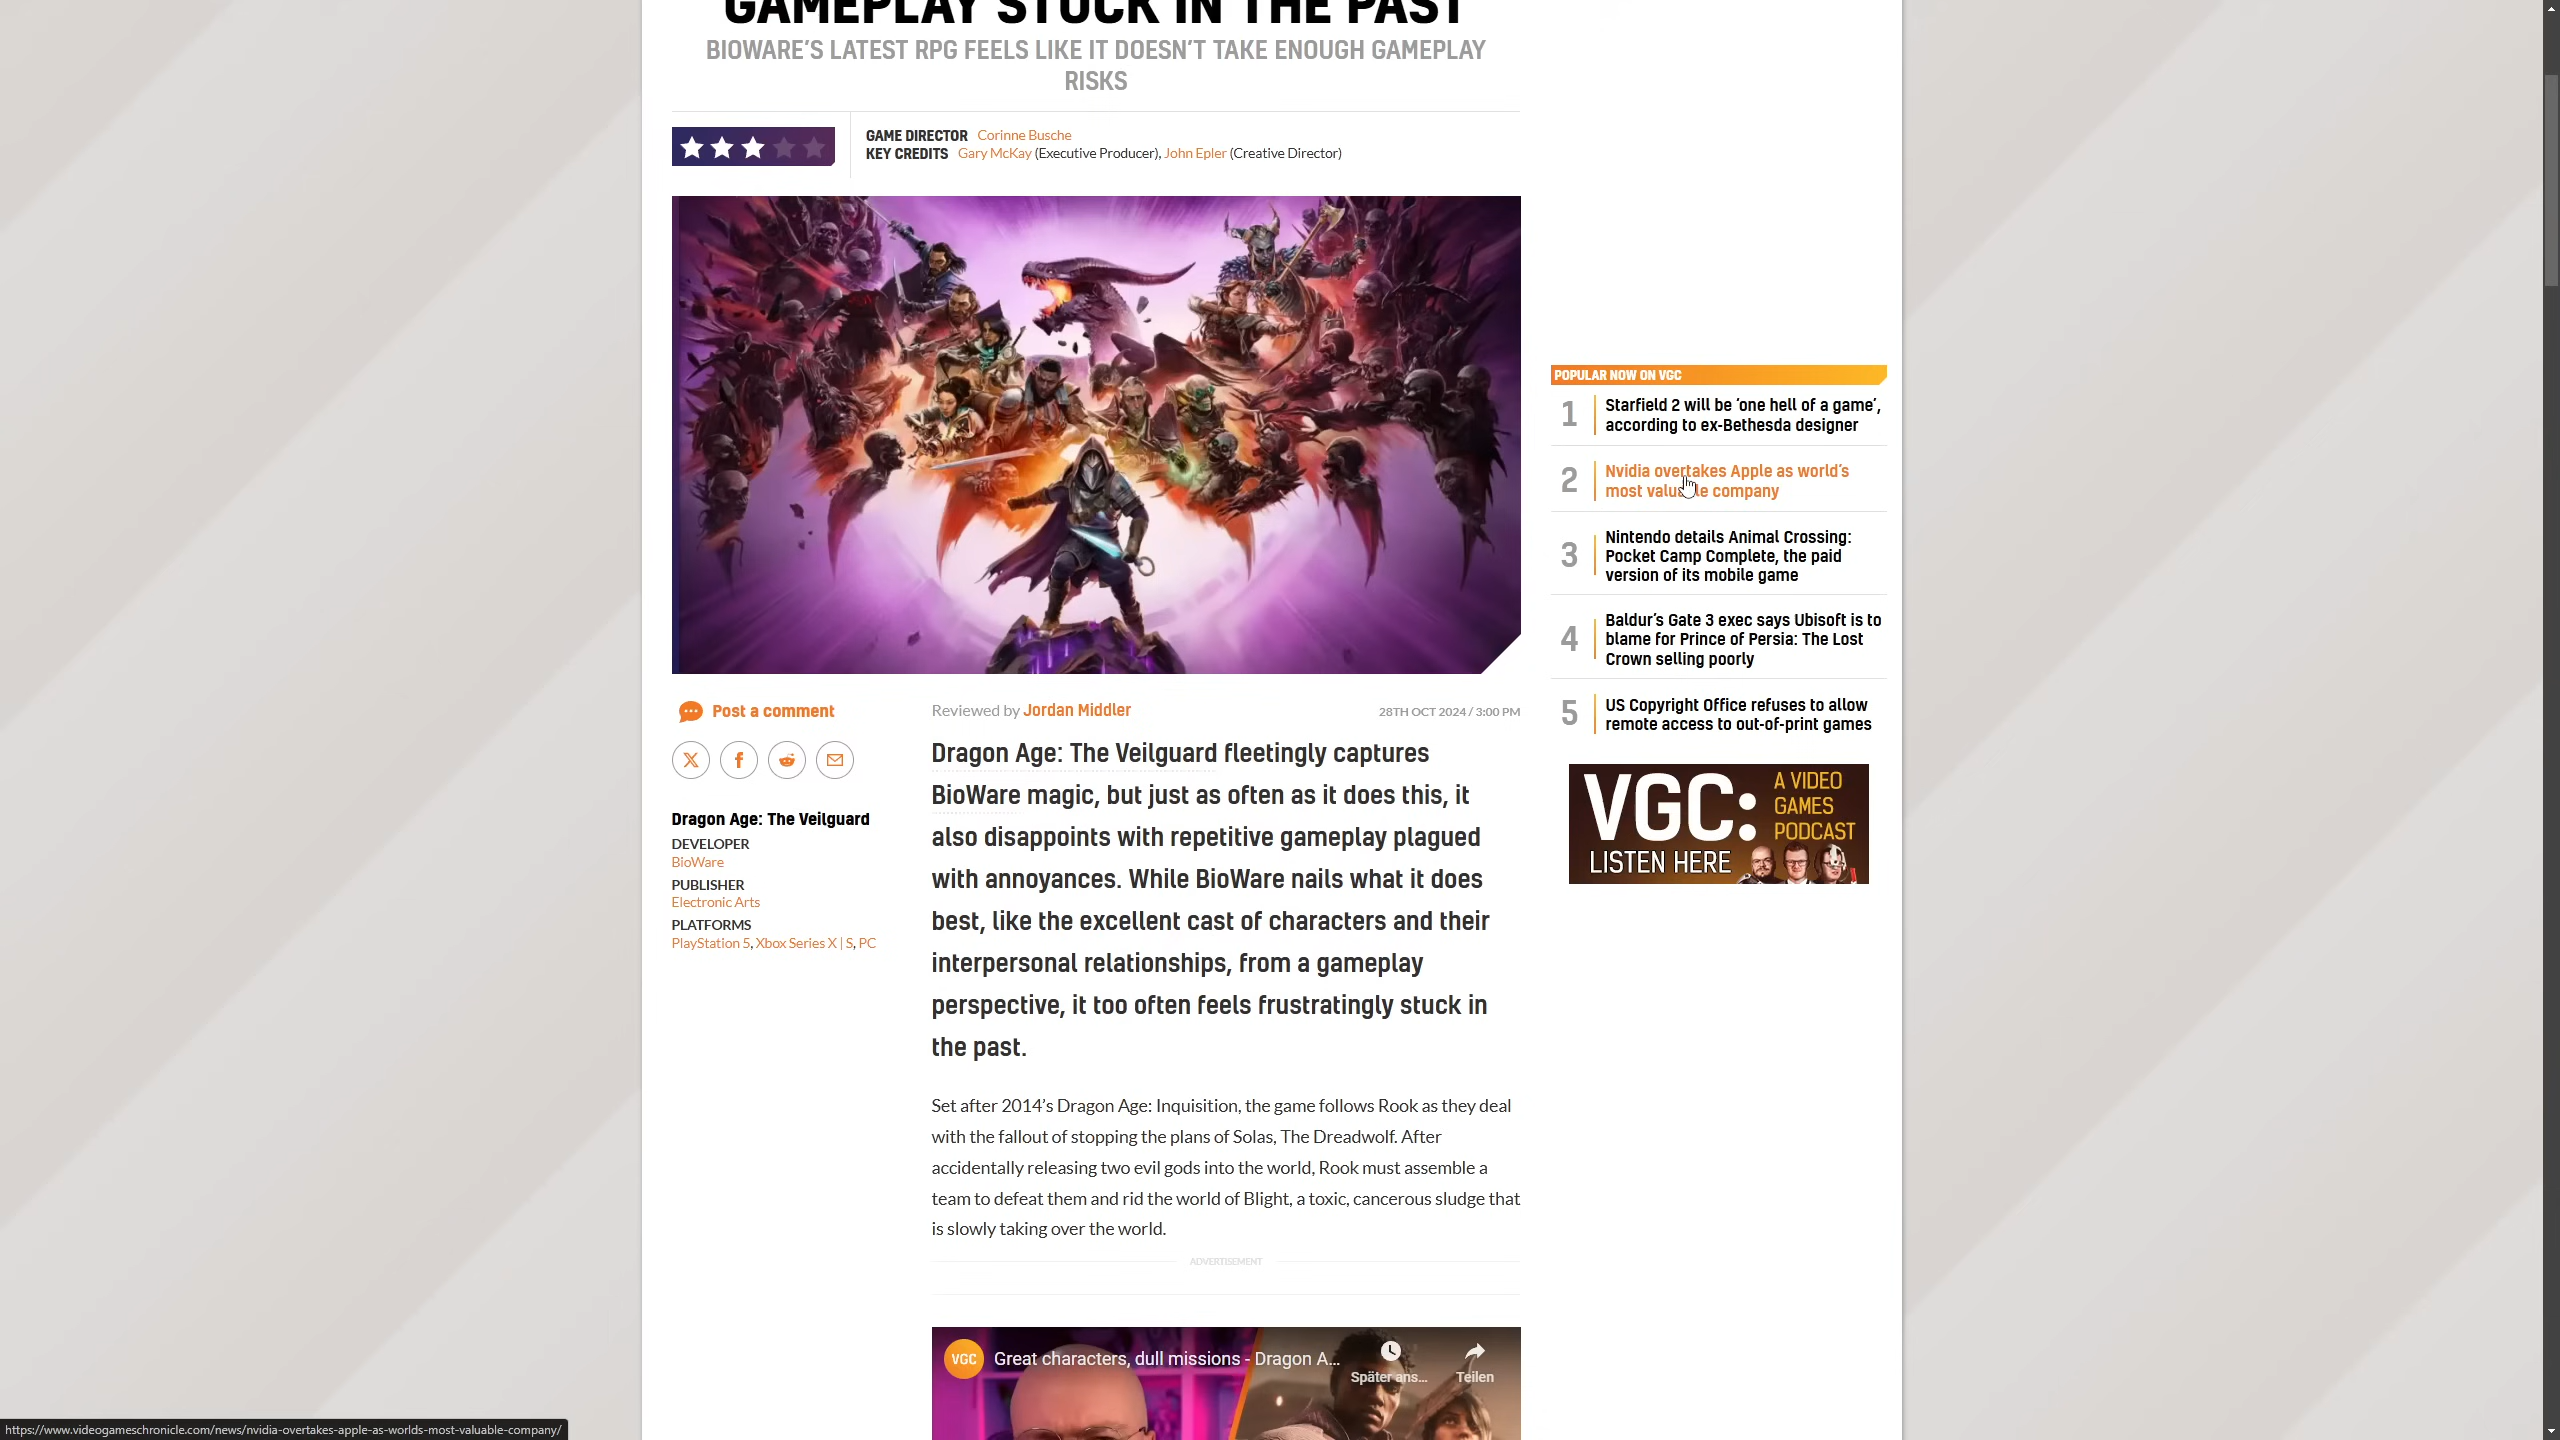 GAMEPLAY STUCK IN THE PAST
BIOWARE'S LATEST RPG FEELS LIKE IT DOESN'T TAKE ENOUGH GAMEPLAY
RISKS
GAME DIRECTOR Corinne Busche
KEY CREDITS Gary McKay (Executive Producer), John Epler (Creative Director)
Post a comment
Dragon Age: The Veilguard
DEVELOPER
BioWare
PUBLISHER
Electronic Arts
PLATFORMS
PlayStation 5, Xbox Series X | S, PC
Reviewed by Jordan Middler
28TH OCT 2024 / 3:00 PM
Dragon Age: The Veilguard fleetingly captures
BioWare magic, but just as often as it does this, it
also disappoints with repetitive gameplay plagued
with annoyances. While BioWare nails what it does
best, like the excellent cast of characters and their
interpersonal relationships, from a gameplay
perspective, it too often feels frustratingly stuck in
the past.
Set after 2014's Dragon Age: Inquisition, the game follows Rook as they deal
with the fallout of stopping the plans of Solas, The Dreadwolf. After
accidentally releasing two evil gods into the world, Rook must assemble a
team to defeat them and rid the world of Blight, a toxic, cancerous sludge that
is slowly taking over the world.
ADVERTISEMENT
VGC Great characters, dull missions - Dragon A...
Später ans...
Teilen
POPULAR NOW ON VGC
1 Starfield 2 will be 'one hell of a game',
according to ex-Bethesda designer
2 Nvidia overtakes Apple as world's
most valuable company
3 Nintendo details Animal Crossing:
Pocket Camp Complete, the paid
version of its mobile game
4 Baldur's Gate 3 exec says Ubisoft is to
blame for Prince of Persia: The Lost
Crown selling poorly
5 US Copyright Office refuses to allow
remote access to out-of-print games
VGC:
A VIDEO
GAMES
PODCAST
LISTEN HERE
https://www.videogameschronicle.com/news/nvidia-overtakes-apple-as-worlds-most-valuable-company/